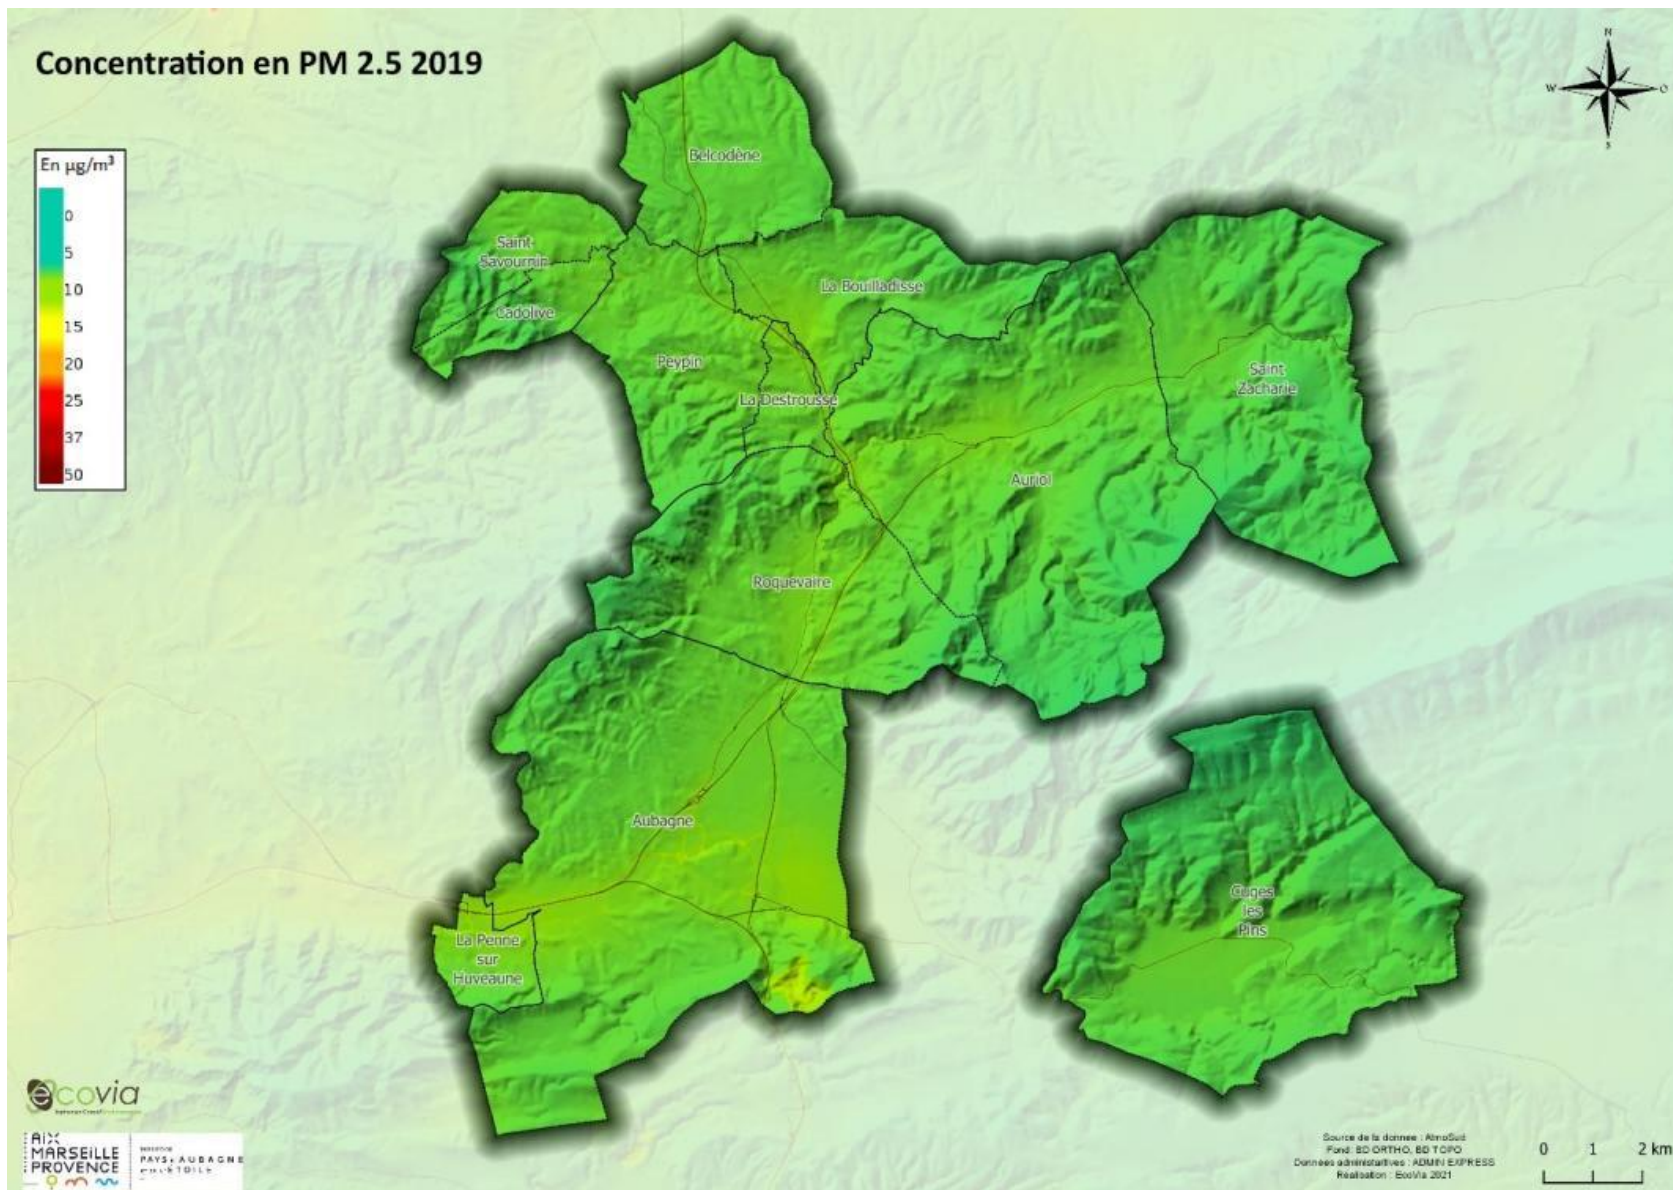 Concentration en PM 2.5 2019
N
W
O
S
En µg/m³
0
5
10
15
20
25
37
50
Belcodène
Saint
Savournin
Cadolive
La Bouilladisse
Peypin
La Destrousse
Saint
Zacharie
Auriol
Roquevaire
Aubagne
Cuges
les
Pins
La Penne
sur
Huveaune
écovia
AIX
MARSEILLE
PROVENCE
PAYS D'AUBAGNE
Source de la donnée : AtmoSud
Fond: BD ORTHO, BD TOPO
Données administartives : ADMIN EXPRESS
Réalisation : EcoVia 2021
0 1 2 km